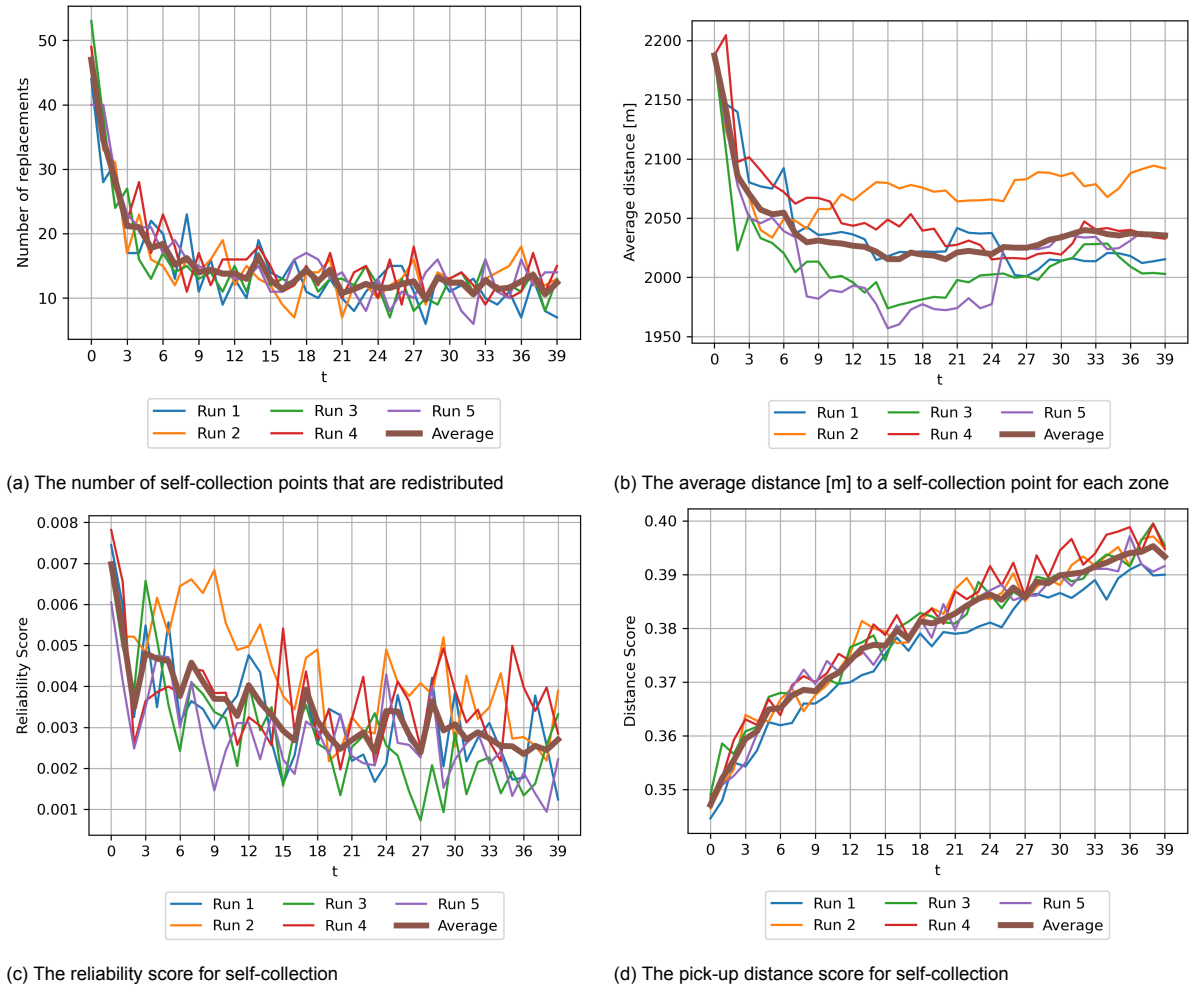 50
40
30
20
10
Number of replacements
0 3 6 9 12 15 18 21 24 27 30 33 36 39
t
Run 1 Run 3 Run 5
Run 2 Run 4 Average
(a) The number of self-collection points that are redistributed
2200
2150
2100
2050
2000
1950
Average distance [m]
0 3 6 9 12 15 18 21 24 27 30 33 36 39
t
Run 1 Run 3 Run 5
Run 2 Run 4 Average
(b) The average distance [m] to a self-collection point for each zone
0.008
0.007
0.006
0.005
0.004
0.003
0.002
0.001
Reliability Score
0 3 6 9 12 15 18 21 24 27 30 33 36 39
t
Run 1 Run 3 Run 5
Run 2 Run 4 Average
(c) The reliability score for self-collection
0.40
0.39
0.38
0.37
0.36
0.35
Distance Score
0 3 6 9 12 15 18 21 24 27 30 33 36 39
t
Run 1 Run 3 Run 5
Run 2 Run 4 Average
(d) The pick-up distance score for self-collection